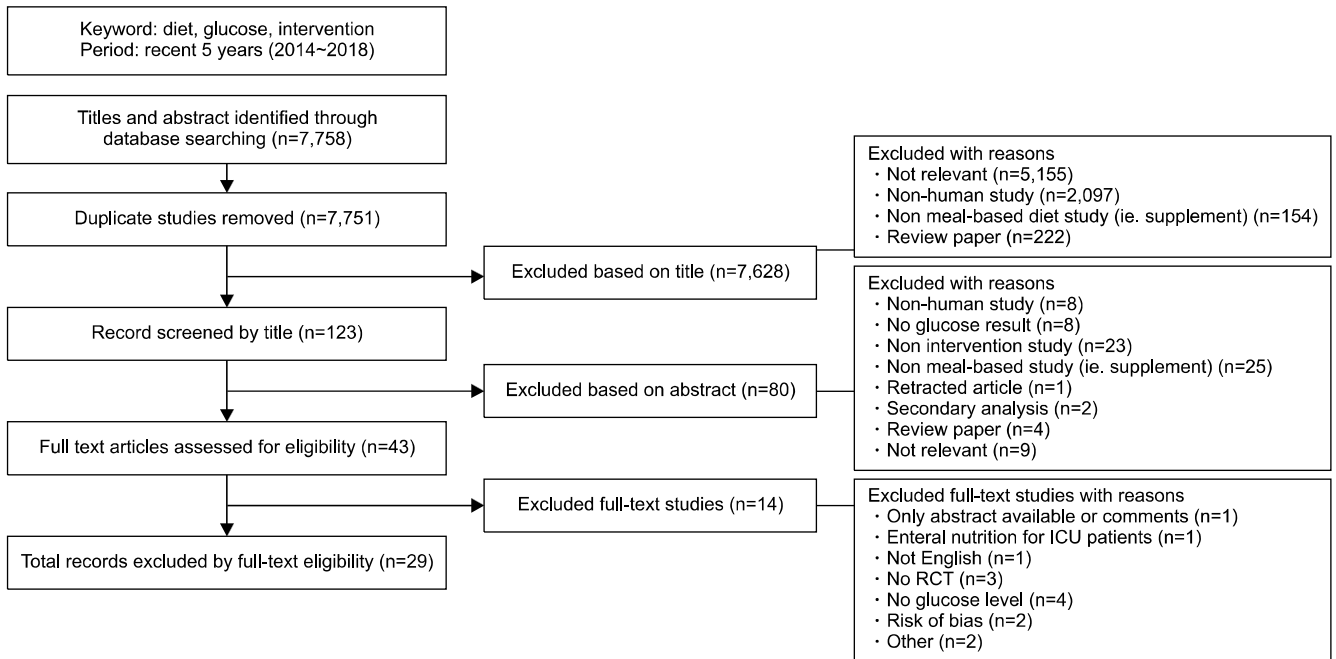 Keyword: diet, glucose, intervention
Period: recent 5 years (2014~2018)
Titles and abstract identified through
database searching (n=7,758)
Duplicate studies removed (n=7,751)
Excluded based on title (n=7,628)
Excluded with reasons
· Not relevant (n=5,155)
· Non-human study (n=2,097)
· Non meal-based diet study (ie. supplement) (n=154)
· Review paper (n=222)
Record screened by title (n=123)
Excluded based on abstract (n=80)
Excluded with reasons
· Non-human study (n=8)
· No glucose result (n=8)
· Non intervention study (n=23)
· Non meal-based study (ie. supplement) (n=25)
· Retracted article (n=1)
· Secondary analysis (n=2)
· Review paper (n=4)
· Not relevant (n=9)
Full text articles assessed for eligibility (n=43)
Excluded full-text studies (n=14)
Excluded full-text studies with reasons
· Only abstract available or comments (n=1)
· Enteral nutrition for ICU patients (n=1)
· Not English (n=1)
· No RCT (n=3)
· No glucose level (n=4)
· Risk of bias (n=2)
· Other (n=2)
Total records excluded by full-text eligibility (n=29)